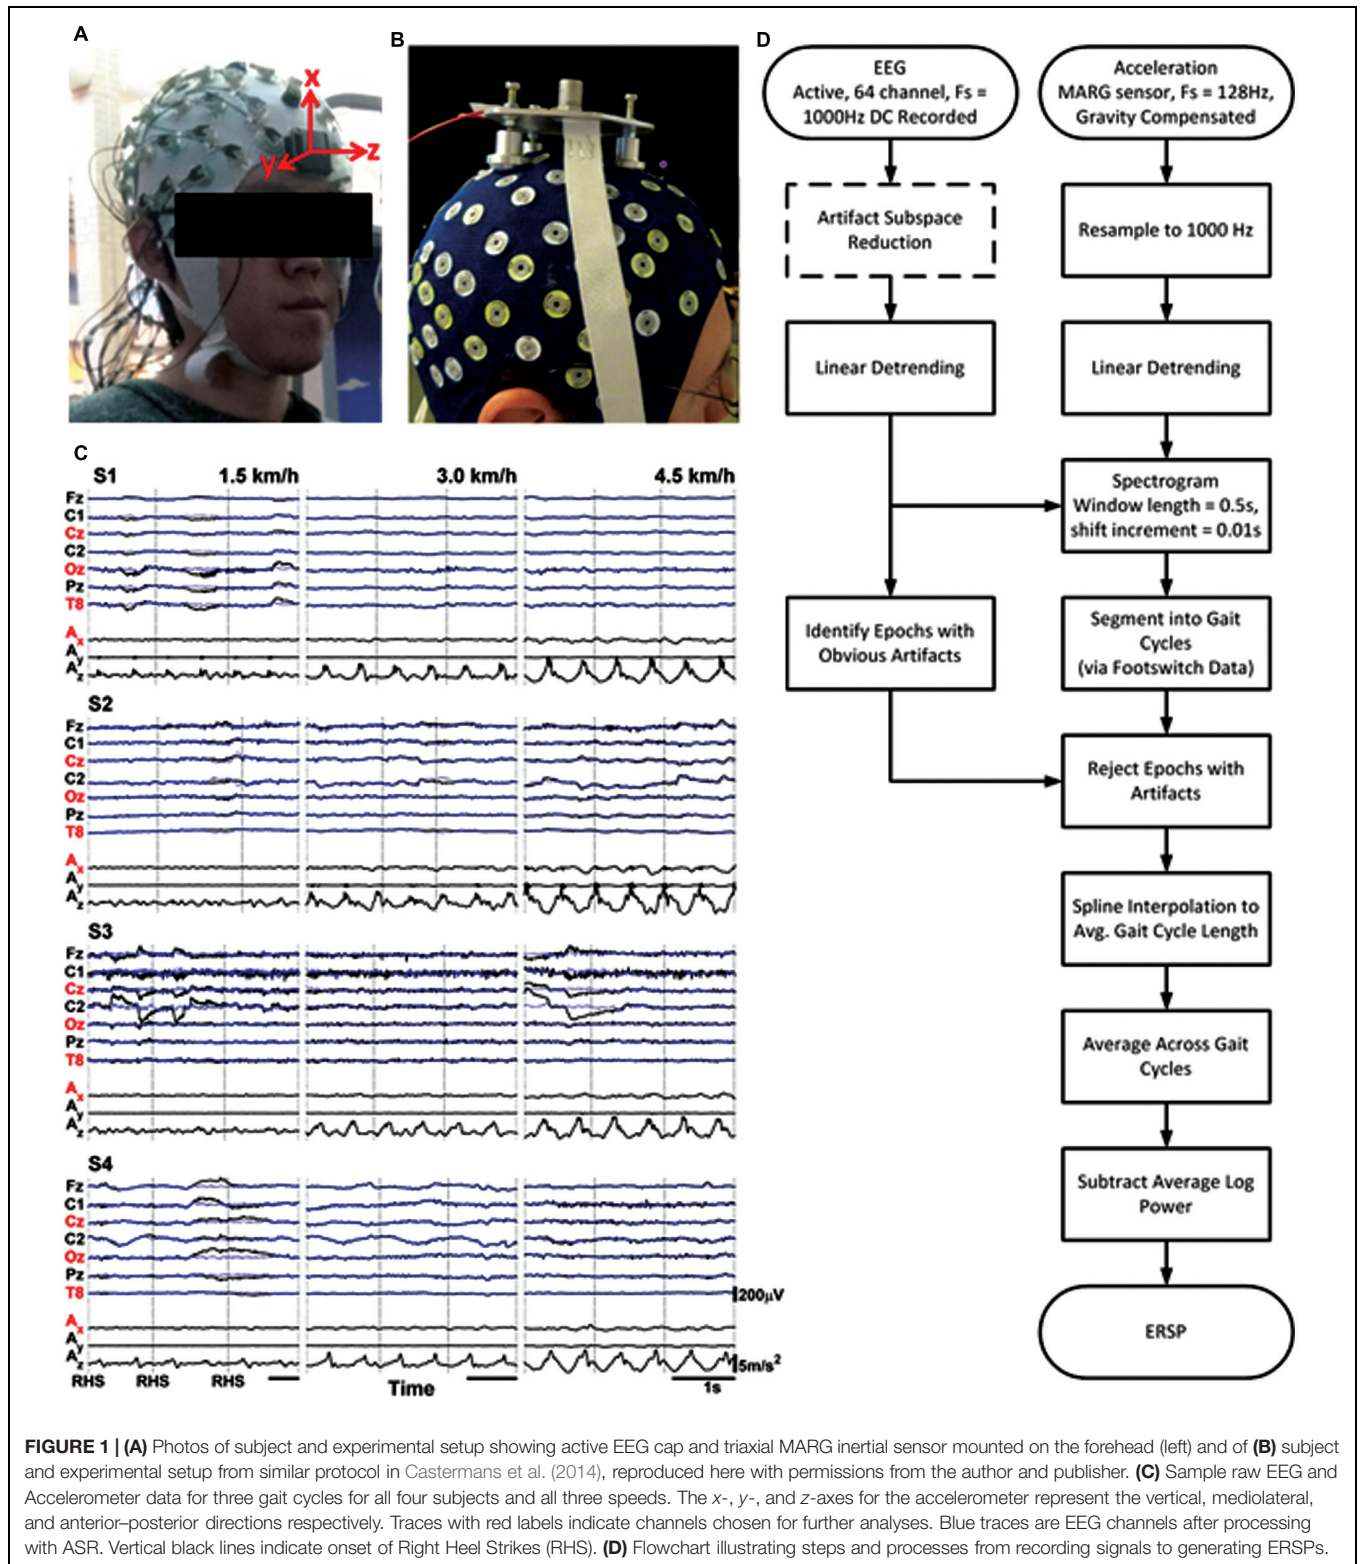 A
x
y
z
B
C
S1
1.5 km/h
3.0 km/h
4.5 km/h
Fz
C1
Cz
C2
Oz
Pz
T8
Ax
Ay
Az
S2
Fz
C1
Cz
C2
Oz
Pz
T8
Ax
Ay
Az
S3
Fz
C1
Cz
C2
Oz
Pz
T8
Ax
Ay
Az
S4
Fz
C1
Cz
C2
Oz
Pz
T8
200µV
Ax
Ay
Az
5m/s²
RHS
RHS
RHS
Time
1s
D
EEG
Active, 64 channel, Fs =
1000Hz DC Recorded
Artifact Subspace
Reduction
Linear Detrending
Identify Epochs with
Obvious Artifacts
Acceleration
MARG sensor, Fs = 128Hz,
Gravity Compensated
Resample to 1000 Hz
Linear Detrending
Spectrogram
Window length = 0.5s,
shift increment = 0.01s
Segment into Gait
Cycles
(via Footswitch Data)
Reject Epochs with
Artifacts
Spline Interpolation to
Avg. Gait Cycle Length
Average Across Gait
Cycles
Subtract Average Log
Power
ERSP
FIGURE 1 | (A) Photos of subject and experimental setup showing active EEG cap and triaxial MARG inertial sensor mounted on the forehead (left) and of (B) subject
and experimental setup from similar protocol in Castermans et al. (2014), reproduced here with permissions from the author and publisher. (C) Sample raw EEG and
Accelerometer data for three gait cycles for all four subjects and all three speeds. The x-, y-, and z-axes for the accelerometer represent the vertical, mediolateral,
and anterior–posterior directions respectively. Traces with red labels indicate channels chosen for further analyses. Blue traces are EEG channels after processing
with ASR. Vertical black lines indicate onset of Right Heel Strikes (RHS). (D) Flowchart illustrating steps and processes from recording signals to generating ERSPs.